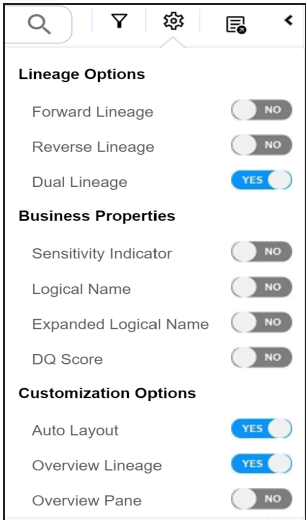 Lineage Options
Forward Lineage NO
Reverse Lineage NO
Dual Lineage YES
Business Properties
Sensitivity Indicator NO
Logical Name NO
Expanded Logical Name NO
DQ Score NO
Customization Options
Auto Layout YES
Overview Lineage YES
Overview Pane NO